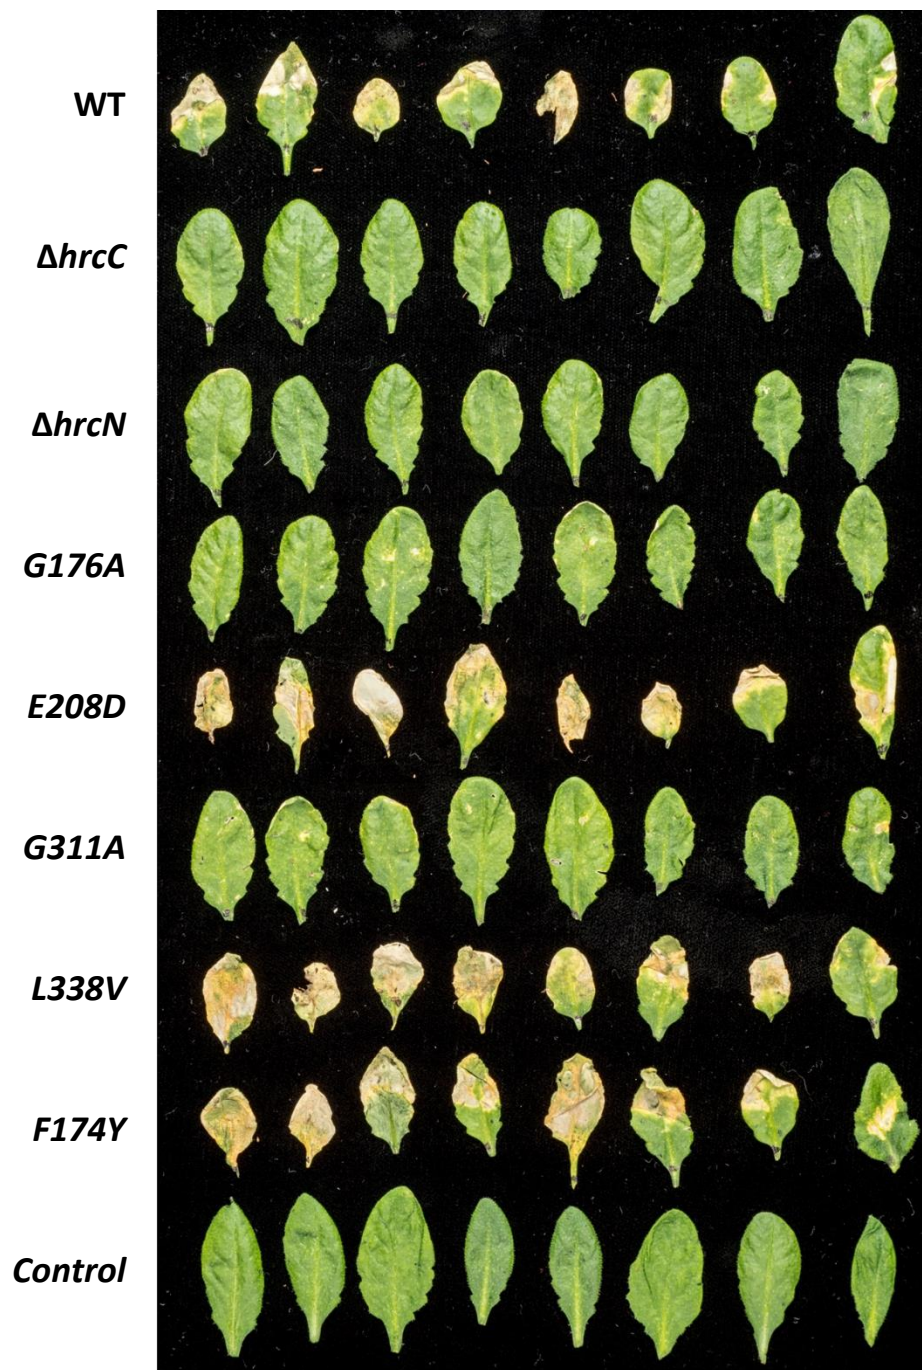 WT
ΔhrcC
ΔhrcN
G176A
E208D
G311A
L338V
F174Y
Control